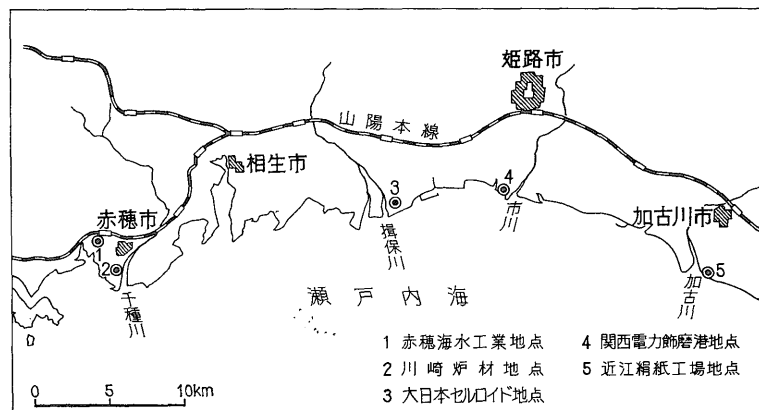 姫路市
山陽本線
相生市
赤穂市
加古川市
1
2
3
4
5
千種川
揖保川
市川
加古川
瀬戸内海
1 赤穂海水工業地点
2 川崎炉材地点
3 大日本セルロイド地点
4 関西電力飾磨港地点
5 近江絹紙工場地点
0 5 10km